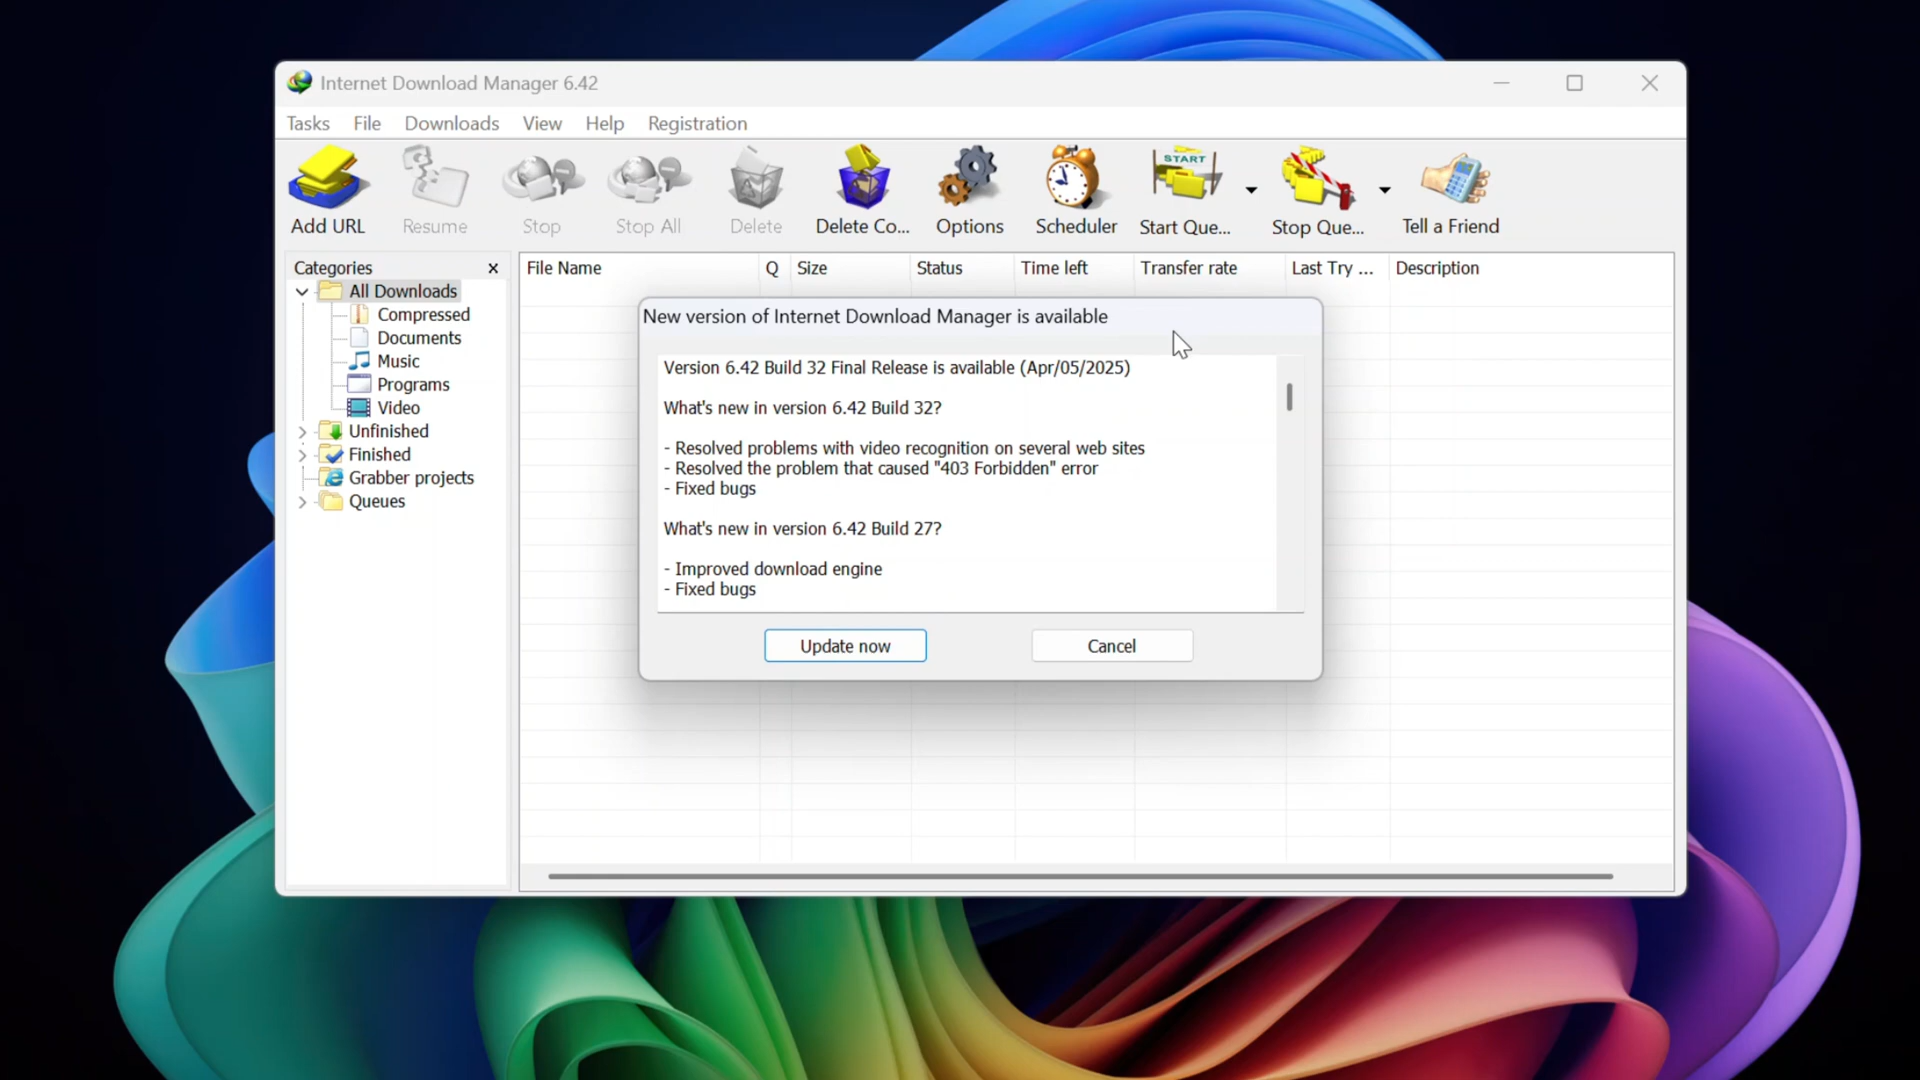 Internet Download Manager 6.42
Tasks File Downloads View Help Registration
START
Add URL Resume Stop Stop All Delete Delete Co... Options Scheduler Start Que... Stop Que... Tell a Friend
Categories
All Downloads
Compressed
Documents
Music
Programs
Video
Unfinished
Finished
Grabber projects
Queues
File Name Q Size Status Time left Transfer rate Last Try ... Description
New version of Internet Download Manager is available
Version 6.42 Build 32 Final Release is available (Apr/05/2025)
What's new in version 6.42 Build 32?
- Resolved problems with video recognition on several web sites
- Resolved the problem that caused "403 Forbidden" error
- Fixed bugs
What's new in version 6.42 Build 27?
- Improved download engine
- Fixed bugs
Update now Cancel